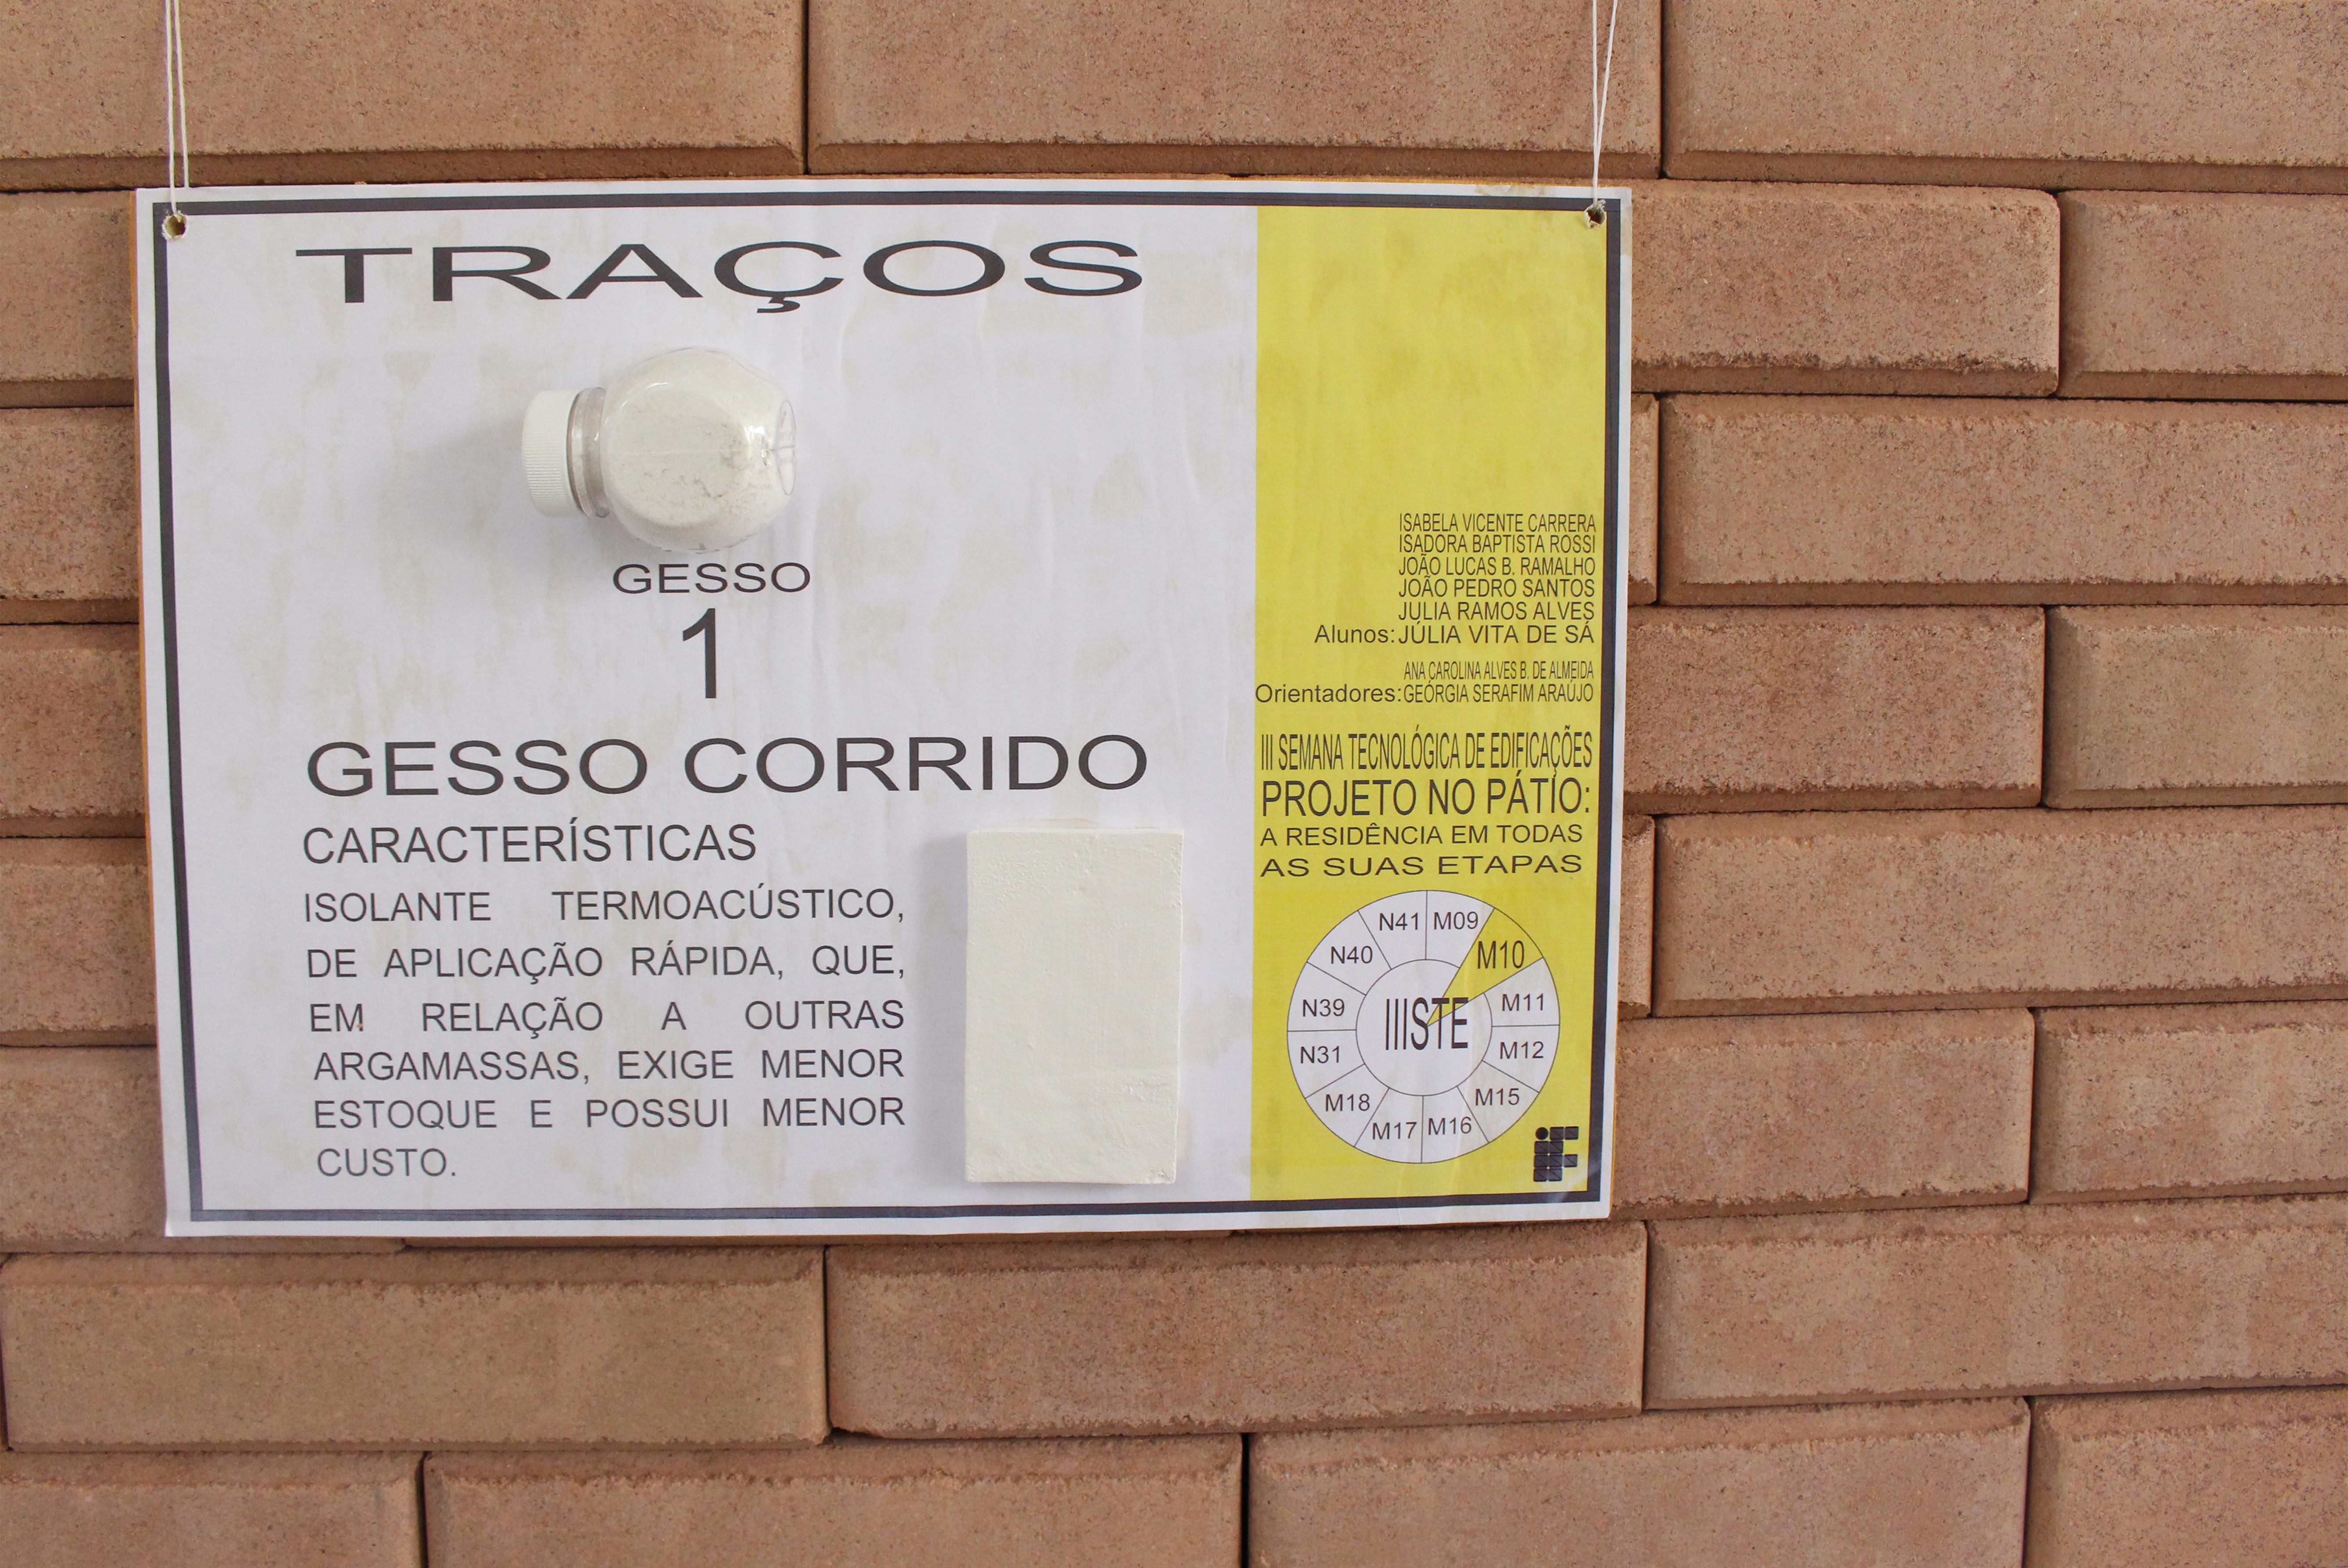 TRAÇOS
GESSO
1
GESSO CORRIDO
CARACTERÍSTICAS
ISOLANTE TERMOACÚSTICO,
DE APLICAÇÃO RÁPIDA, QUE,
EM RELAÇÃO A OUTRAS
ARGAMASSAS, EXIGE MENOR
ESTOQUE E POSSUI MENOR
CUSTO.
ISABELA VICENTE CARRERA
ISADORA BAPTISTA ROSSI
JOÃO LUCAS B. RAMALHO
JOÃO PEDRO SANTOS
JULIA RAMOS ALVES
Alunos: JÚLIA VITA DE SÁ
ANA CAROLINA ALVES B. DE ALMEIDA
Orientadores: GEÓRGIA SERAFIM ARAÚJO
III SEMANA TECNOLÓGICA DE EDIFICAÇÕES
PROJETO NO PÁTIO:
A RESIDÊNCIA EM TODAS
AS SUAS ETAPAS
N41 M09
N40 M10
N39 IIISTE M11
N31 M12
M18 M15
M17 M16
IF